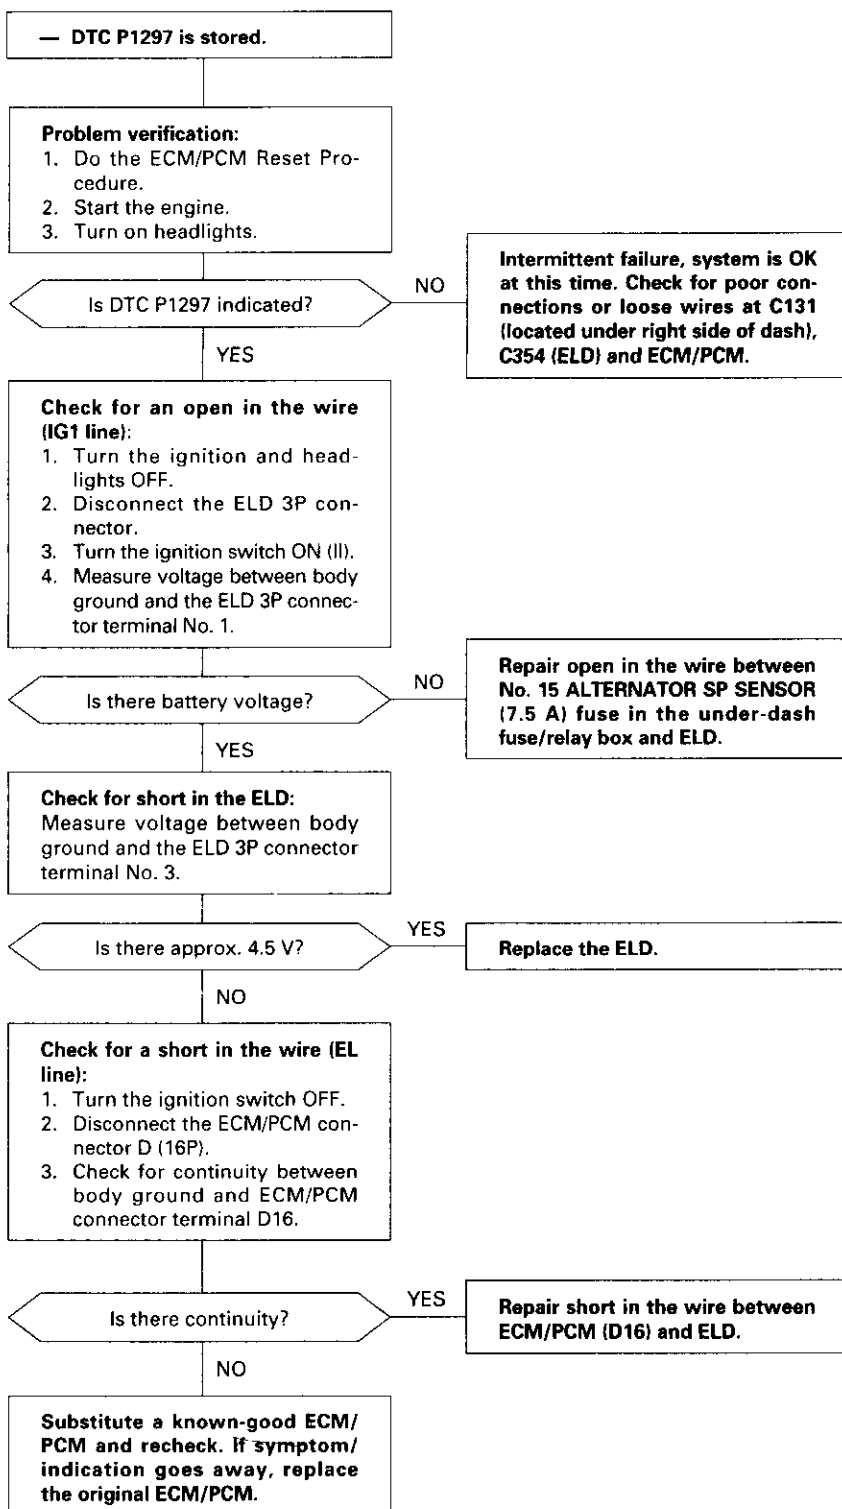 — DTC P1297 is stored.
Problem verification:
1. Do the ECM/PCM Reset Pro-
cedure.
2. Start the engine.
3. Turn on headlights.
Is DTC P1297 indicated?
NO
Intermittent failure, system is OK
at this time. Check for poor con-
nections or loose wires at C131
(located under right side of dash),
C354 (ELD) and ECM/PCM.
YES
Check for an open in the wire
(IG1 line):
1. Turn the ignition and head-
lights OFF.
2. Disconnect the ELD 3P con-
nector.
3. Turn the ignition switch ON (II).
4. Measure voltage between body
ground and the ELD 3P connec-
tor terminal No. 1.
Is there battery voltage?
NO
Repair open in the wire between
No. 15 ALTERNATOR SP SENSOR
(7.5 A) fuse in the under-dash
fuse/relay box and ELD.
YES
Check for short in the ELD:
Measure voltage between body
ground and the ELD 3P connector
terminal No. 3.
Is there approx. 4.5 V?
YES
Replace the ELD.
NO
Check for a short in the wire (EL
line):
1. Turn the ignition switch OFF.
2. Disconnect the ECM/PCM con-
nector D (16P).
3. Check for continuity between
body ground and ECM/PCM
connector terminal D16.
Is there continuity?
YES
Repair short in the wire between
ECM/PCM (D16) and ELD.
NO
Substitute a known-good ECM/
PCM and recheck. If symptom/
indication goes away, replace
the original ECM/PCM.